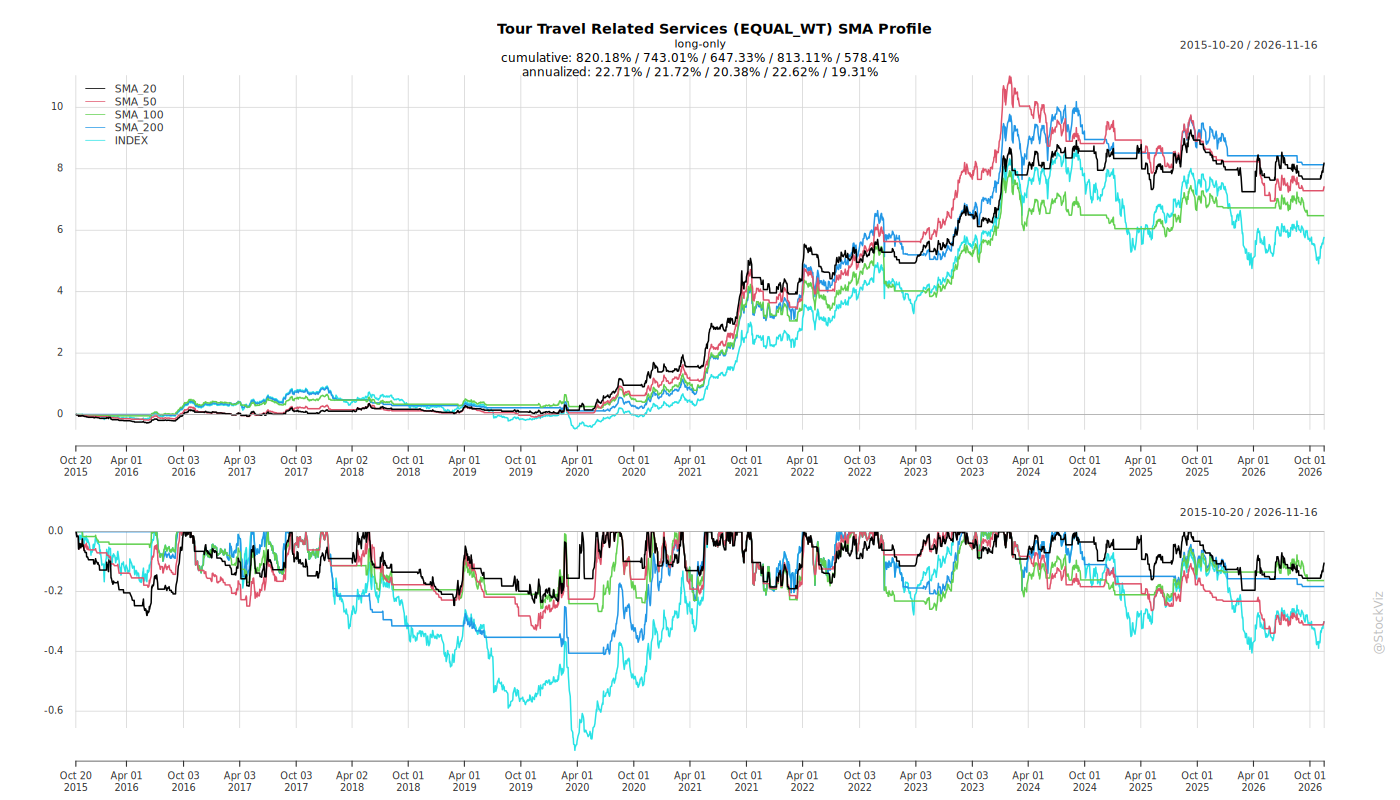 Tour Travel Related Services (EQUAL_WT) SMA Profile
long-only
2015-10-20 / 2026-11-16
cumulative: 820.18% / 743.01% / 647.33% / 813.11% / 578.41%
annualized: 22.71% / 21.72% / 20.38% / 22.62% / 19.31%
SMA_20
SMA_50
SMA_100
SMA_200
INDEX
10
8
6
4
2
0
Oct 20 Apr 01 Oct 03 Apr 03 Oct 03 Apr 02 Oct 01 Apr 01 Oct 01 Apr 01 Oct 01 Apr 01 Oct 01 Apr 01 Oct 03 Apr 03 Oct 03 Apr 01 Oct 01 Apr 01 Oct 01 Apr 01 Oct 01
2015 2016 2016 2017 2017 2018 2018 2019 2019 2020 2020 2021 2021 2022 2022 2023 2023 2024 2024 2025 2025 2026 2026
2015-10-20 / 2026-11-16
0.0
-0.2
-0.4
-0.6
Oct 20 Apr 01 Oct 03 Apr 03 Oct 03 Apr 02 Oct 01 Apr 01 Oct 01 Apr 01 Oct 01 Apr 01 Oct 01 Apr 01 Oct 03 Apr 03 Oct 03 Apr 01 Oct 01 Apr 01 Oct 01 Apr 01 Oct 01
2015 2016 2016 2017 2017 2018 2018 2019 2019 2020 2020 2021 2021 2022 2022 2023 2023 2024 2024 2025 2025 2026 2026
@StockViz